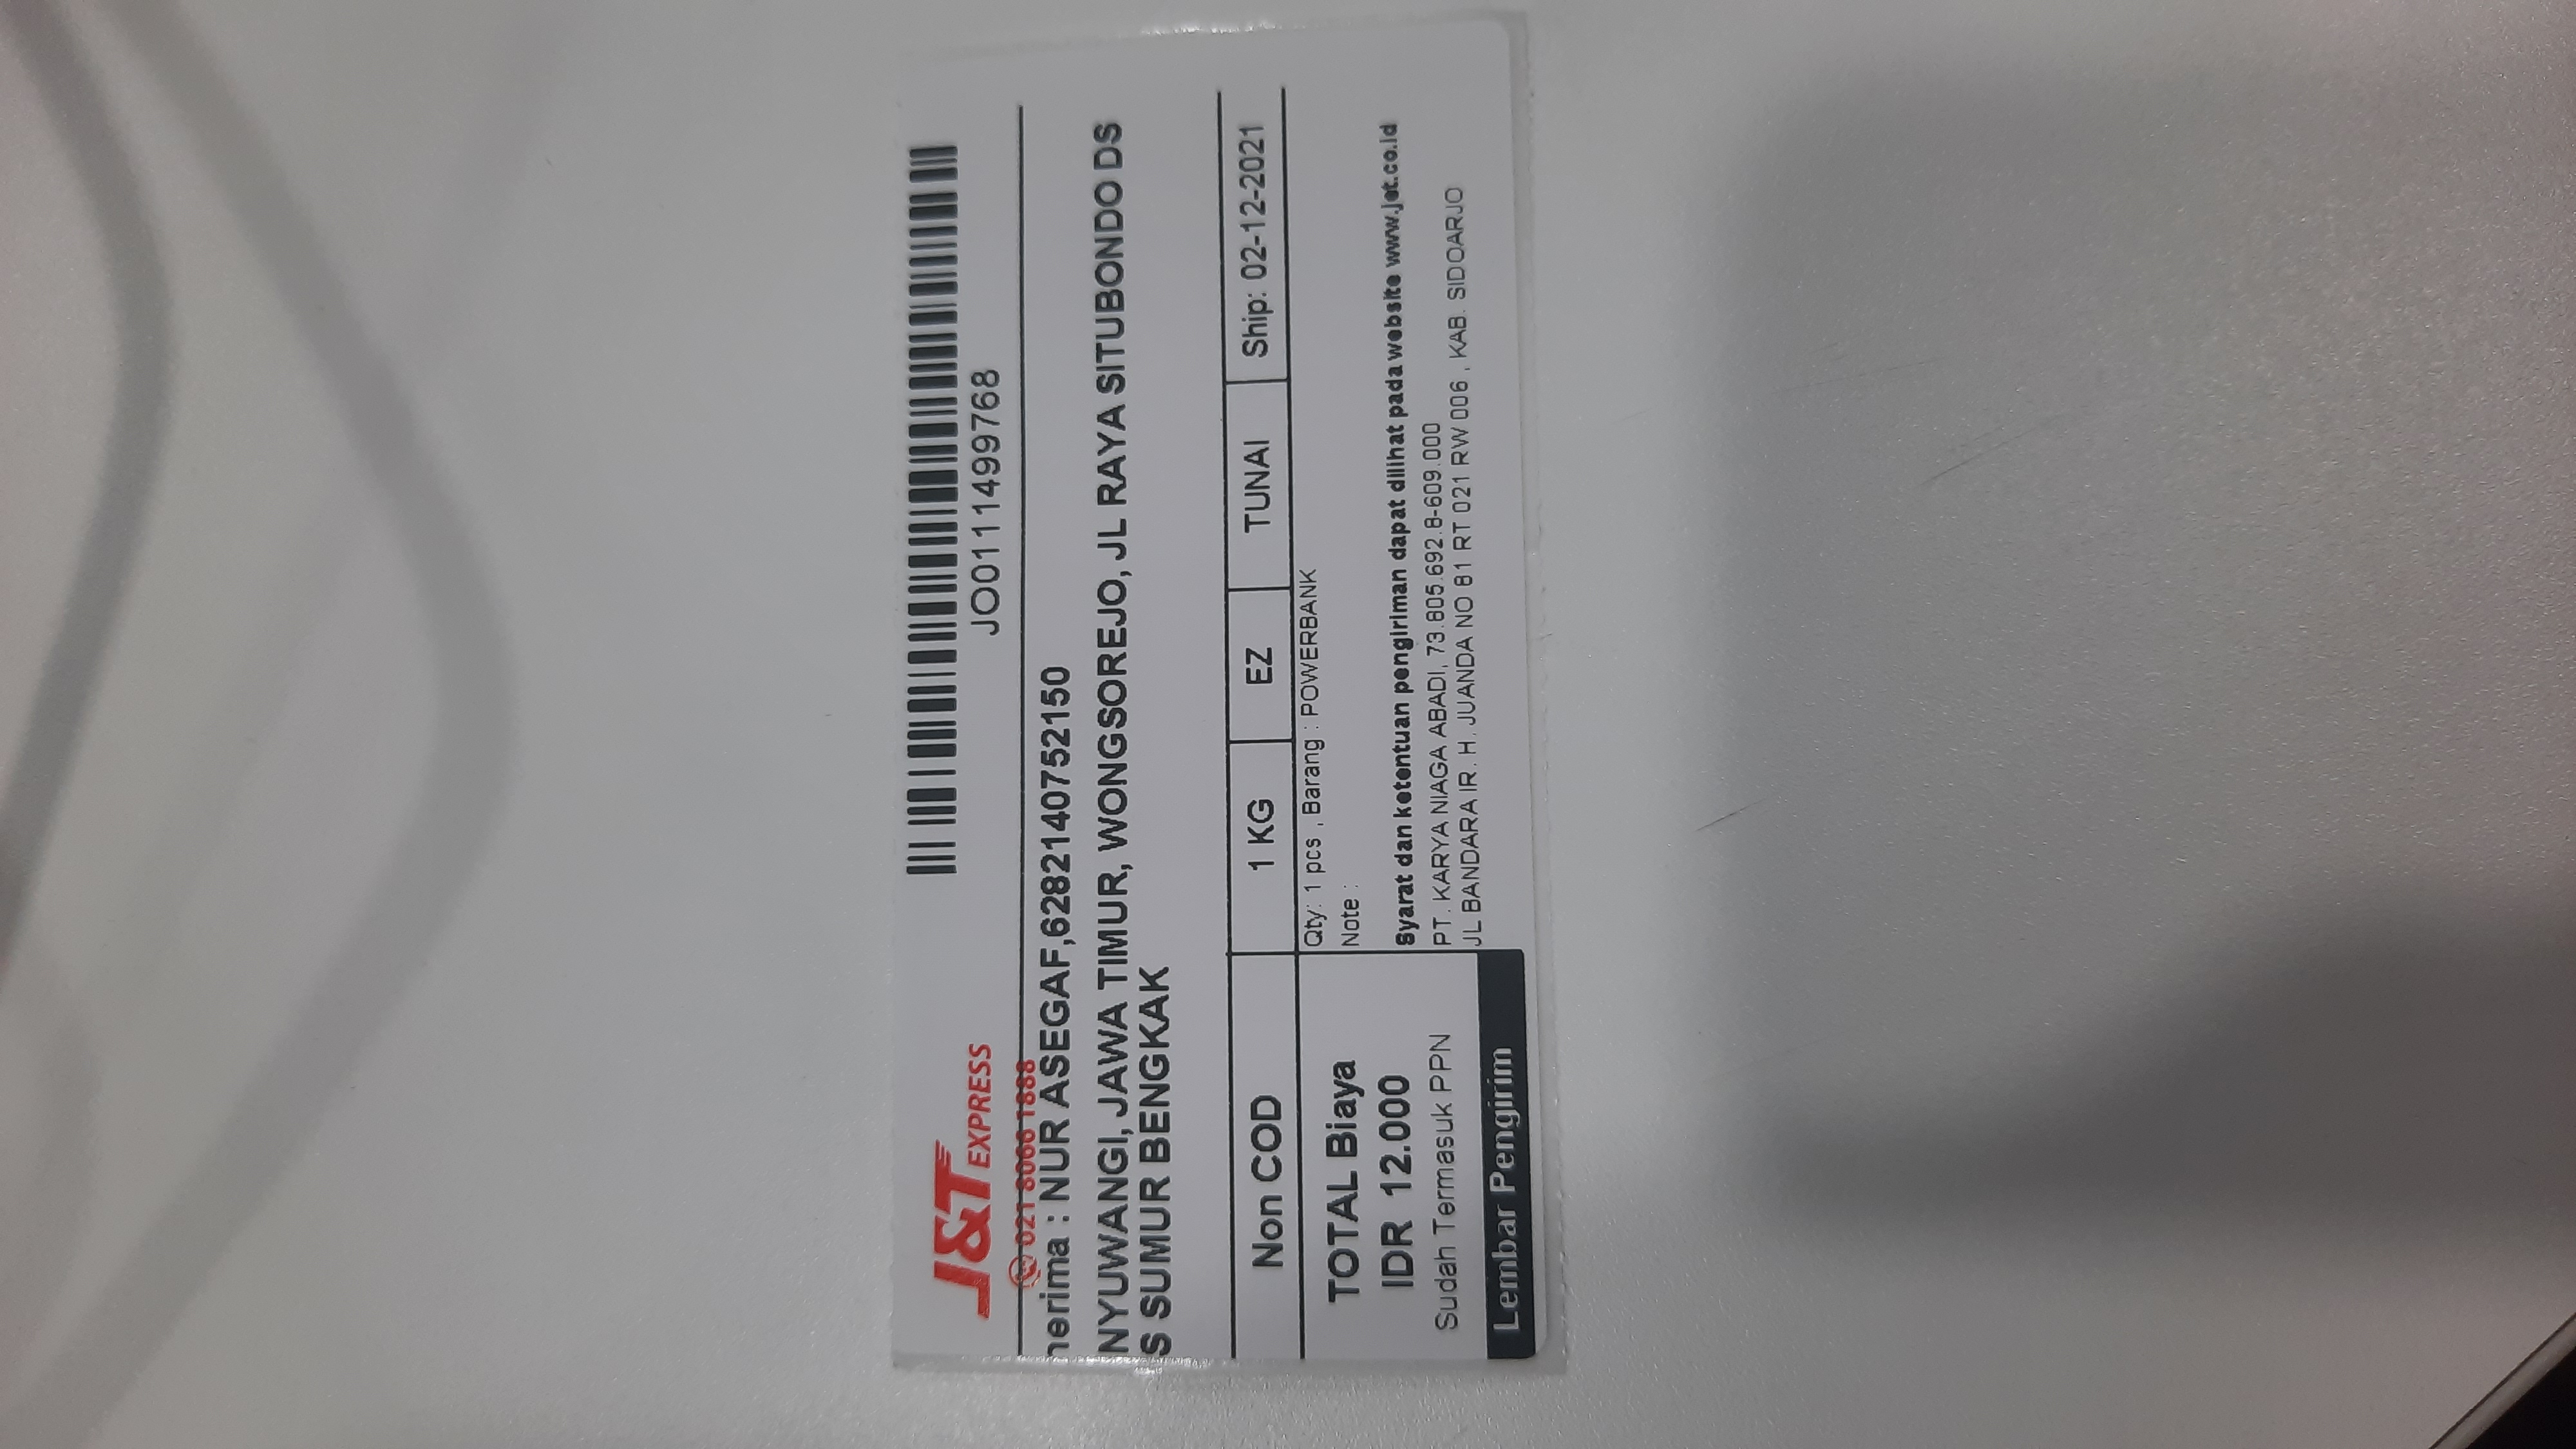 J&T EXPRESS
JO0111499768
021 8066 1888
nerima : NUR ASEGAF,6282140752150
NYUWANGI, JAWA TIMUR, WONGSOREJO, JL RAYA SITUBONDO DS
S SUMUR BENGKAK
Non COD 1 KG EZ TUNAI Ship: 02-12-2021
TOTAL Biaya
IDR 12.000
Sudah Termasuk PPN
Lembar Pengirim
Qty: 1 pcs , Barang : POWERBANK
Note :
Syarat dan ketentuan pengiriman dapat dilihat pada website www.jet.co.id
PT. KARYA NIAGA ABADI, 73.805.692.8-609.000
JL BANDARA IR. H. JUANDA NO 81 RT 021 RW 006 , KAB. SIDOARJO